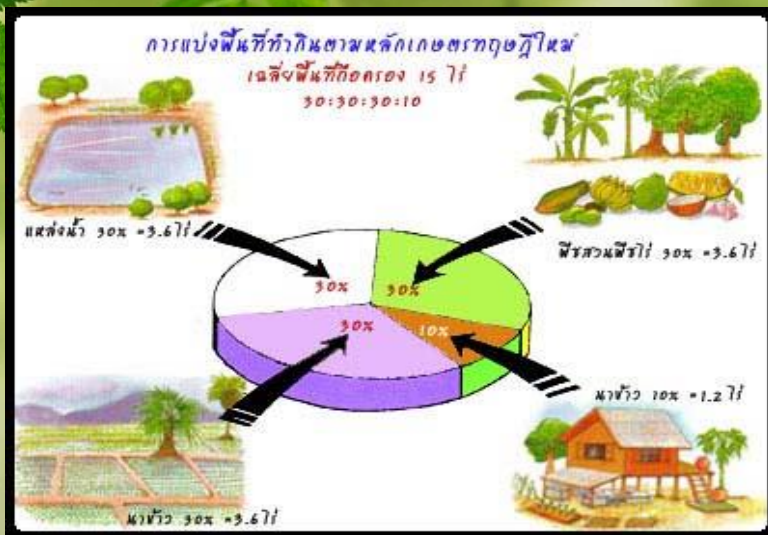 การแบ่งพื้นที่ทำกินตามหลักเกษตรทฤษฎีใหม่
เฉลี่ยพื้นที่ถือครอง 15 ไร่
30:30:30:10
แหล่งน้ำ 30% =3.6ไร่
พืชสวนพืชไร่ 30% =3.6ไร่
30%
30%
30%
10%
นาข้าว 10% =1.2 ไร่
นาข้าว 30% =3.6ไร่